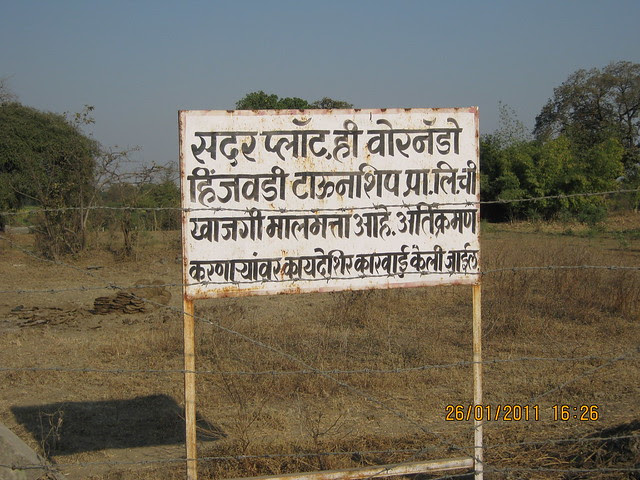 सदर प्लॉट ही वोरनॅडो
हिंजवडी टाऊनशिप प्रा.लि.ची
खाजगी मालमत्ता आहे. अतिक्रमण
करणाऱ्यांवर कायदेशिर कारवाई केली जाईल
26/01/2011 16:26